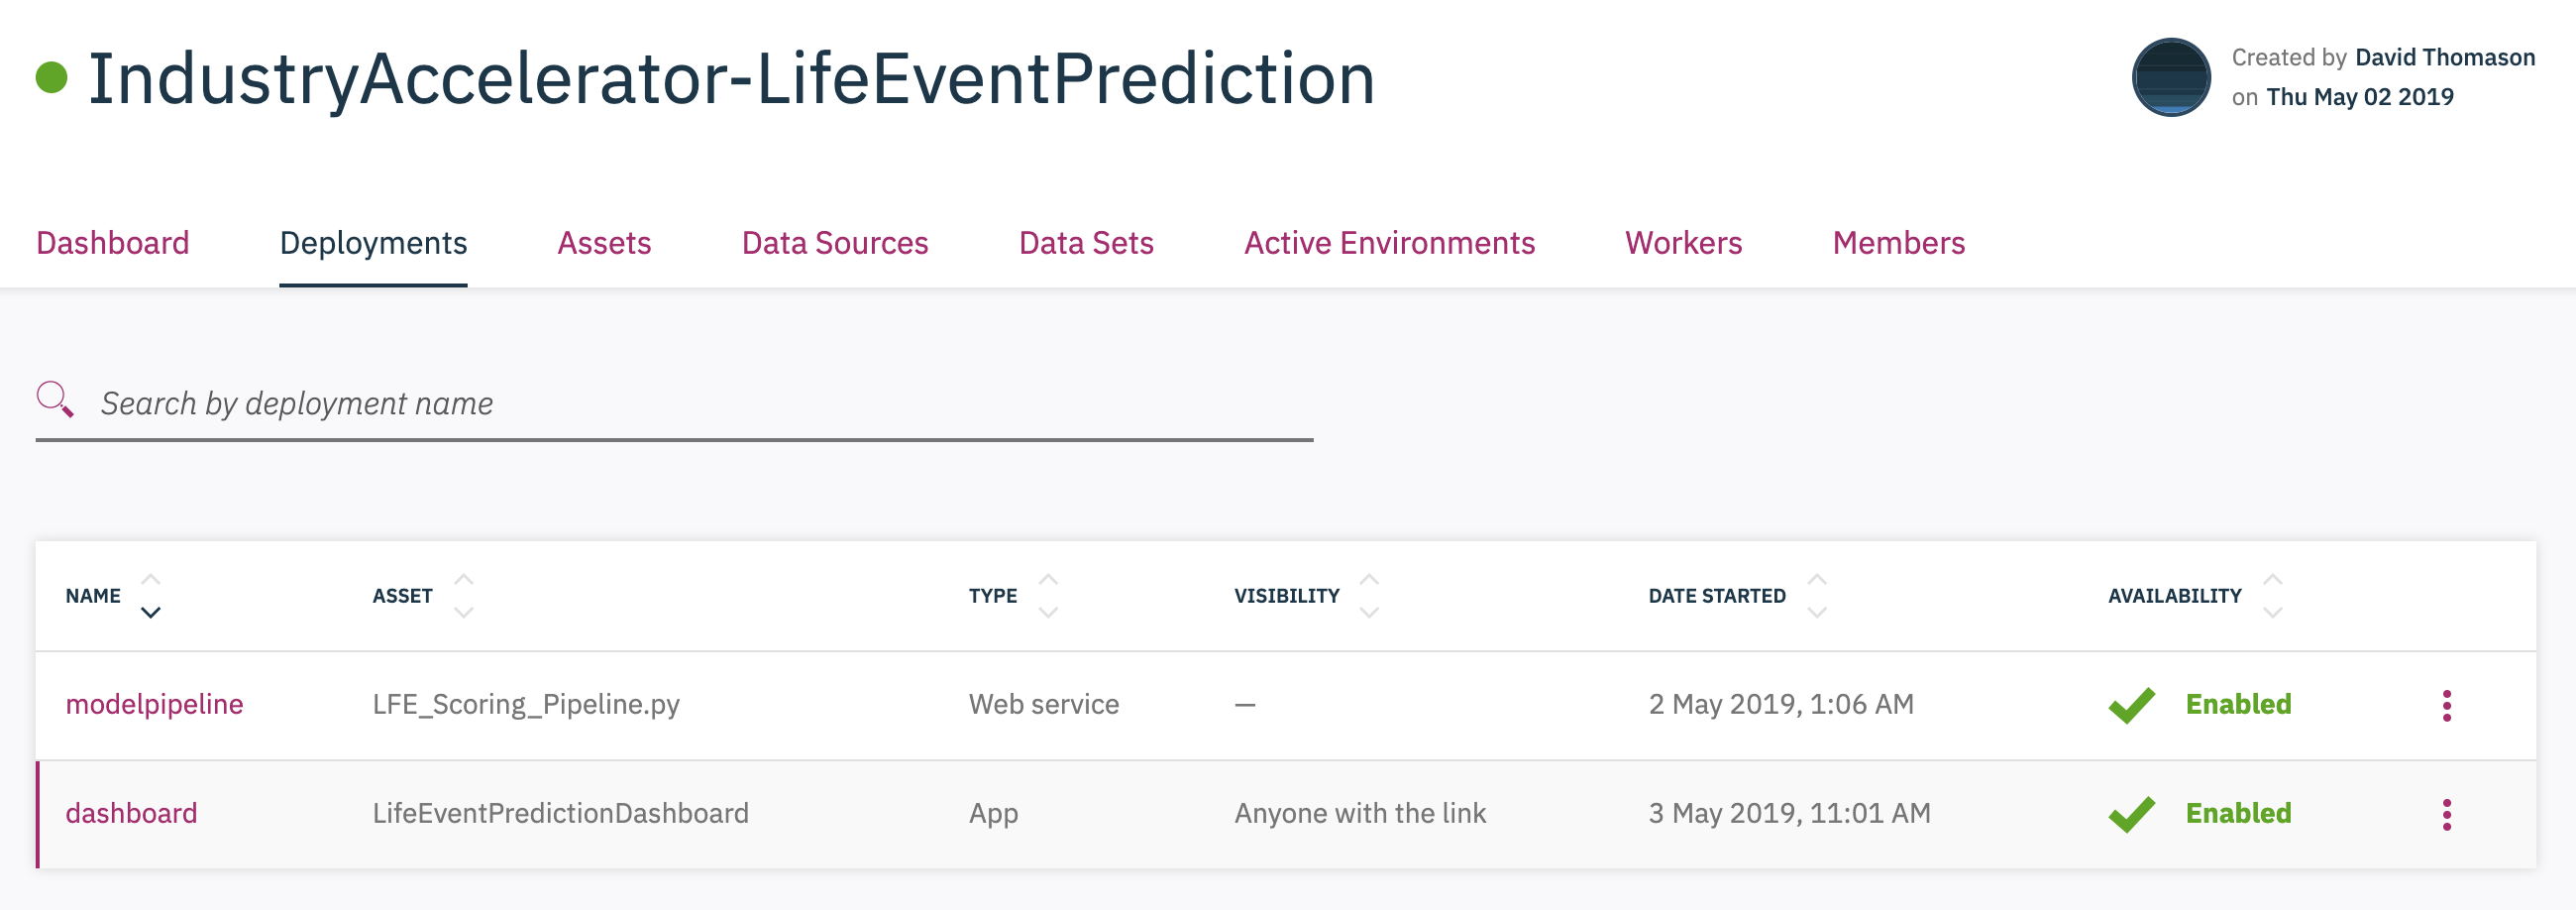 IndustryAccelerator-LifeEventPrediction
Created by David Thomason
on Thu May 02 2019
Dashboard Deployments Assets Data Sources Data Sets Active Environments Workers Members
Search by deployment name
NAME ASSET TYPE VISIBILITY DATE STARTED AVAILABILITY
modelpipeline LFE_Scoring_Pipeline.py Web service — 2 May 2019, 1:06 AM Enabled
dashboard LifeEventPredictionDashboard App Anyone with the link 3 May 2019, 11:01 AM Enabled